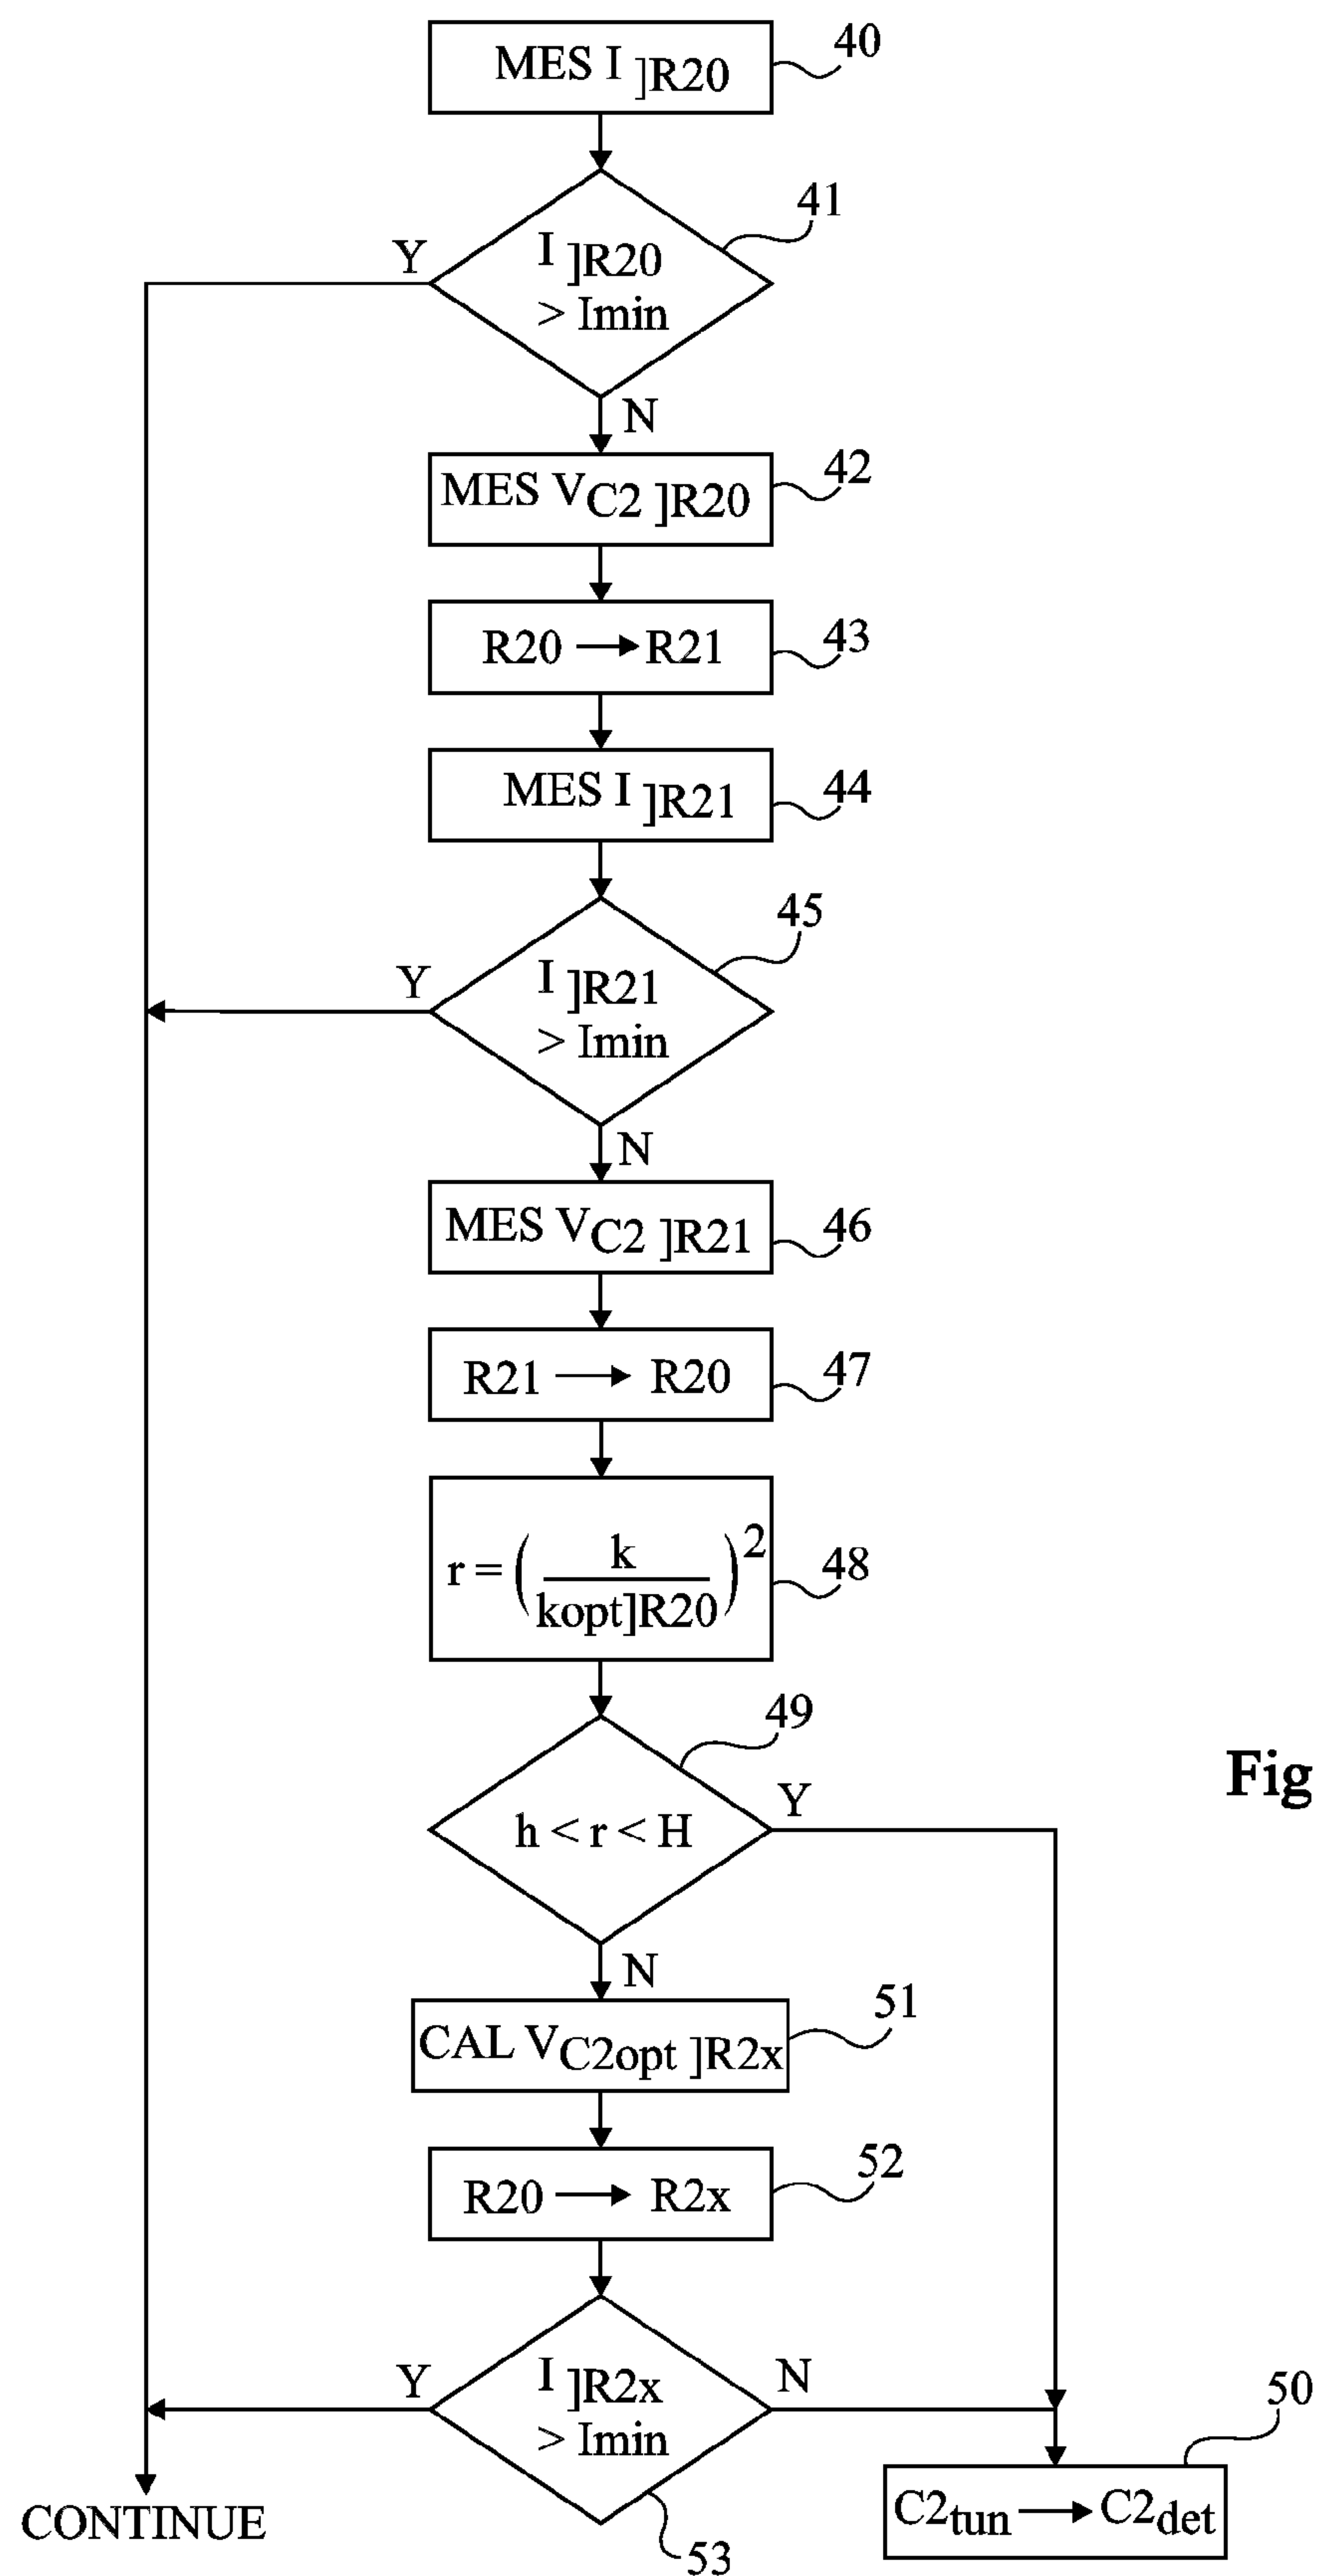 MES I ]R20
40
41
I ]R20
> Imin
Y
N
MES VC2 ]R20
42
R20 → R21
43
MES I ]R21
44
45
I ]R21
> Imin
Y
N
MES VC2 ]R21
46
R21 → R20
47
r = ( k / kopt]R20 )2
48
49
h < r < H
Y
N
Fig
CAL VC2opt ]R2x
51
R20 → R2x
52
I ]R2x
> Imin
Y
N
53
50
C2tun → C2det
CONTINUE